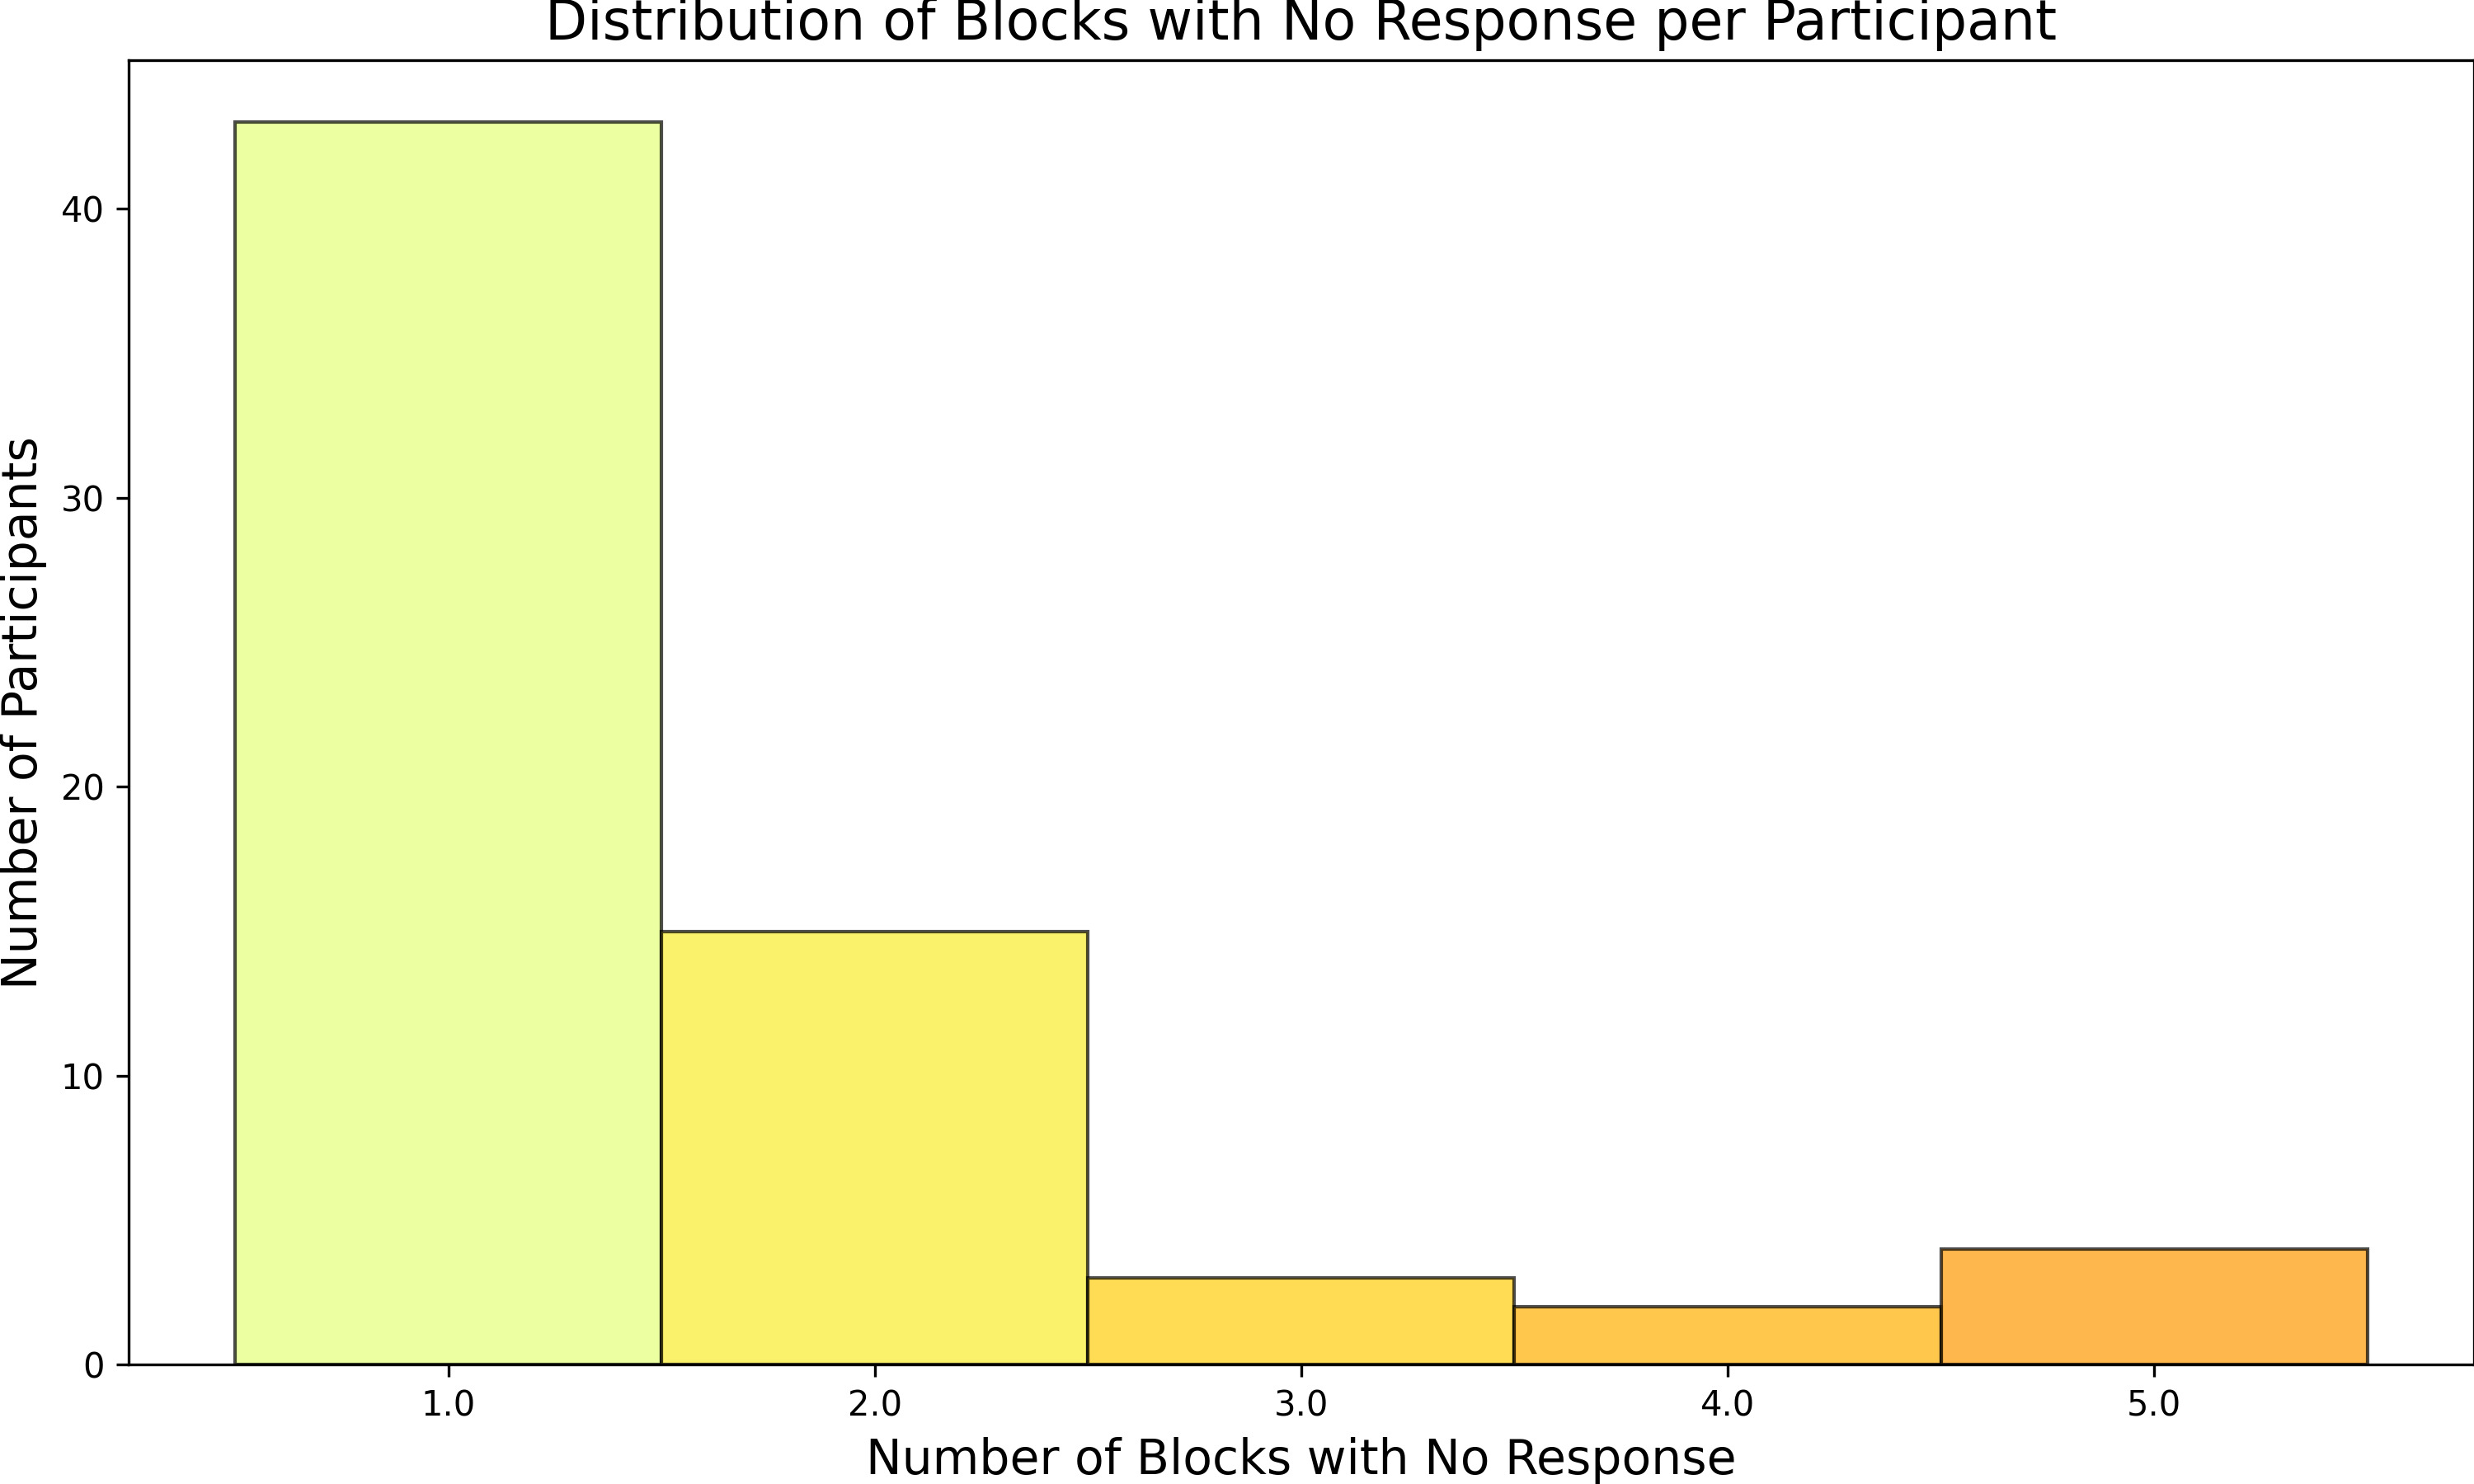 Distribution of Blocks with No Response per Participant
Number of Participants
40
30
20
10
0
1.0 2.0 3.0 4.0 5.0
Number of Blocks with No Response